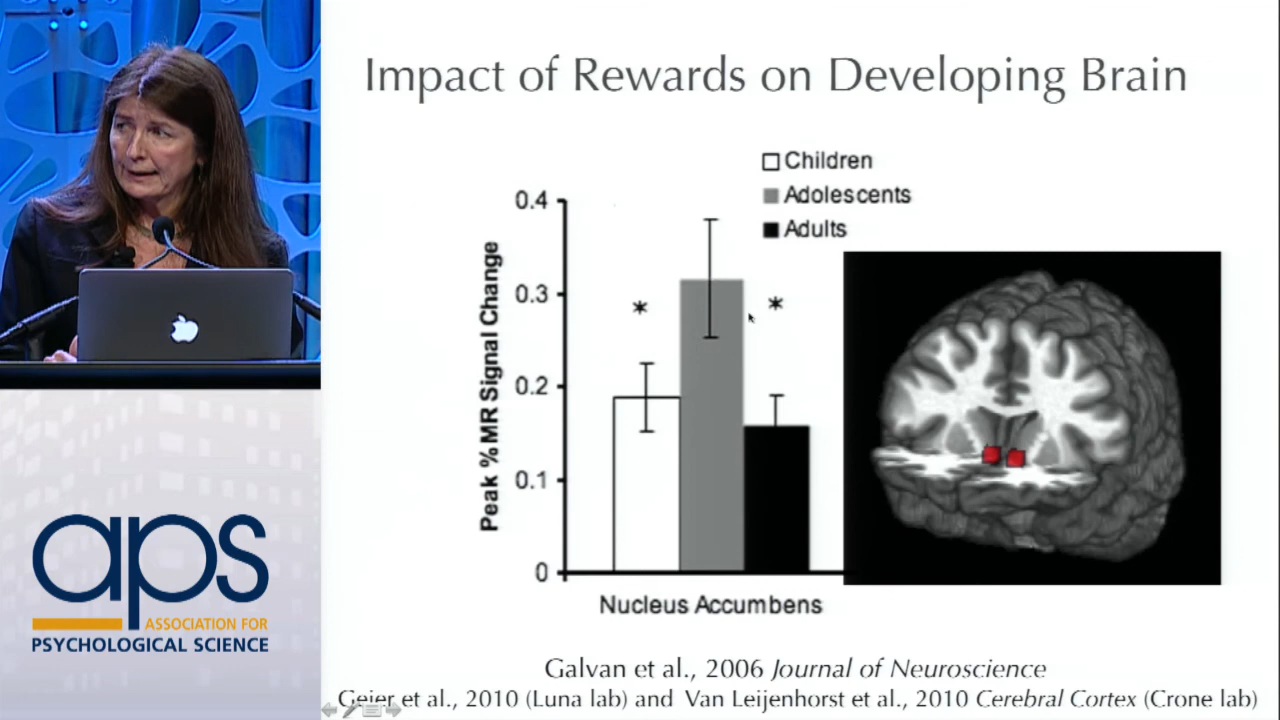 Impact of Rewards on Developing Brain
Children
Adolescents
Adults
Peak % MR Signal Change
0.4
0.3
0.2
0.1
0
*
*
Nucleus Accumbens
Galvan et al., 2006 Journal of Neuroscience
Geier et al., 2010 (Luna lab) and Van Leijenhorst et al., 2010 Cerebral Cortex (Crone lab)
aps
ASSOCIATION FOR
PSYCHOLOGICAL SCIENCE